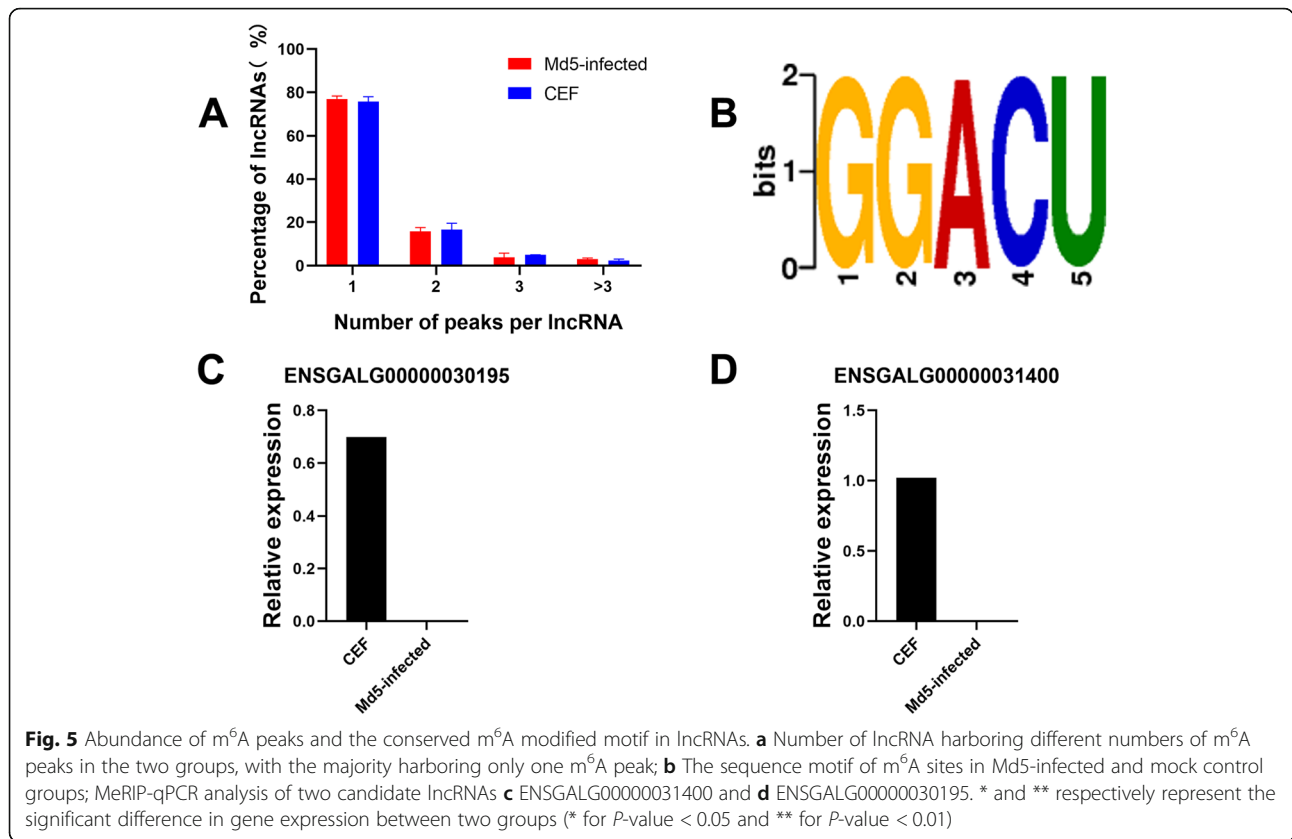 A
Percentage of lncRNAs( %)
100
80
60
40
20
0
Md5-infected
CEF
1 2 3 >3
Number of peaks per lncRNA
B
bits
2
1
0
GGACU
1 2 3 4 5
C
ENSGALG00000030195
Relative expression
0.8
0.6
0.4
0.2
0.0
CEF
Md5-infected
D
ENSGALG00000031400
Relative expression
1.5
1.0
0.5
0.0
CEF
Md5-infected
Fig. 5 Abundance of m⁶A peaks and the conserved m⁶A modified motif in lncRNAs. a Number of lncRNA harboring different numbers of m⁶A
peaks in the two groups, with the majority harboring only one m⁶A peak; b The sequence motif of m⁶A sites in Md5-infected and mock control
groups; MeRIP-qPCR analysis of two candidate lncRNAs c ENSGALG00000031400 and d ENSGALG00000030195. * and ** respectively represent the
significant difference in gene expression between two groups (* for P-value < 0.05 and ** for P-value < 0.01)